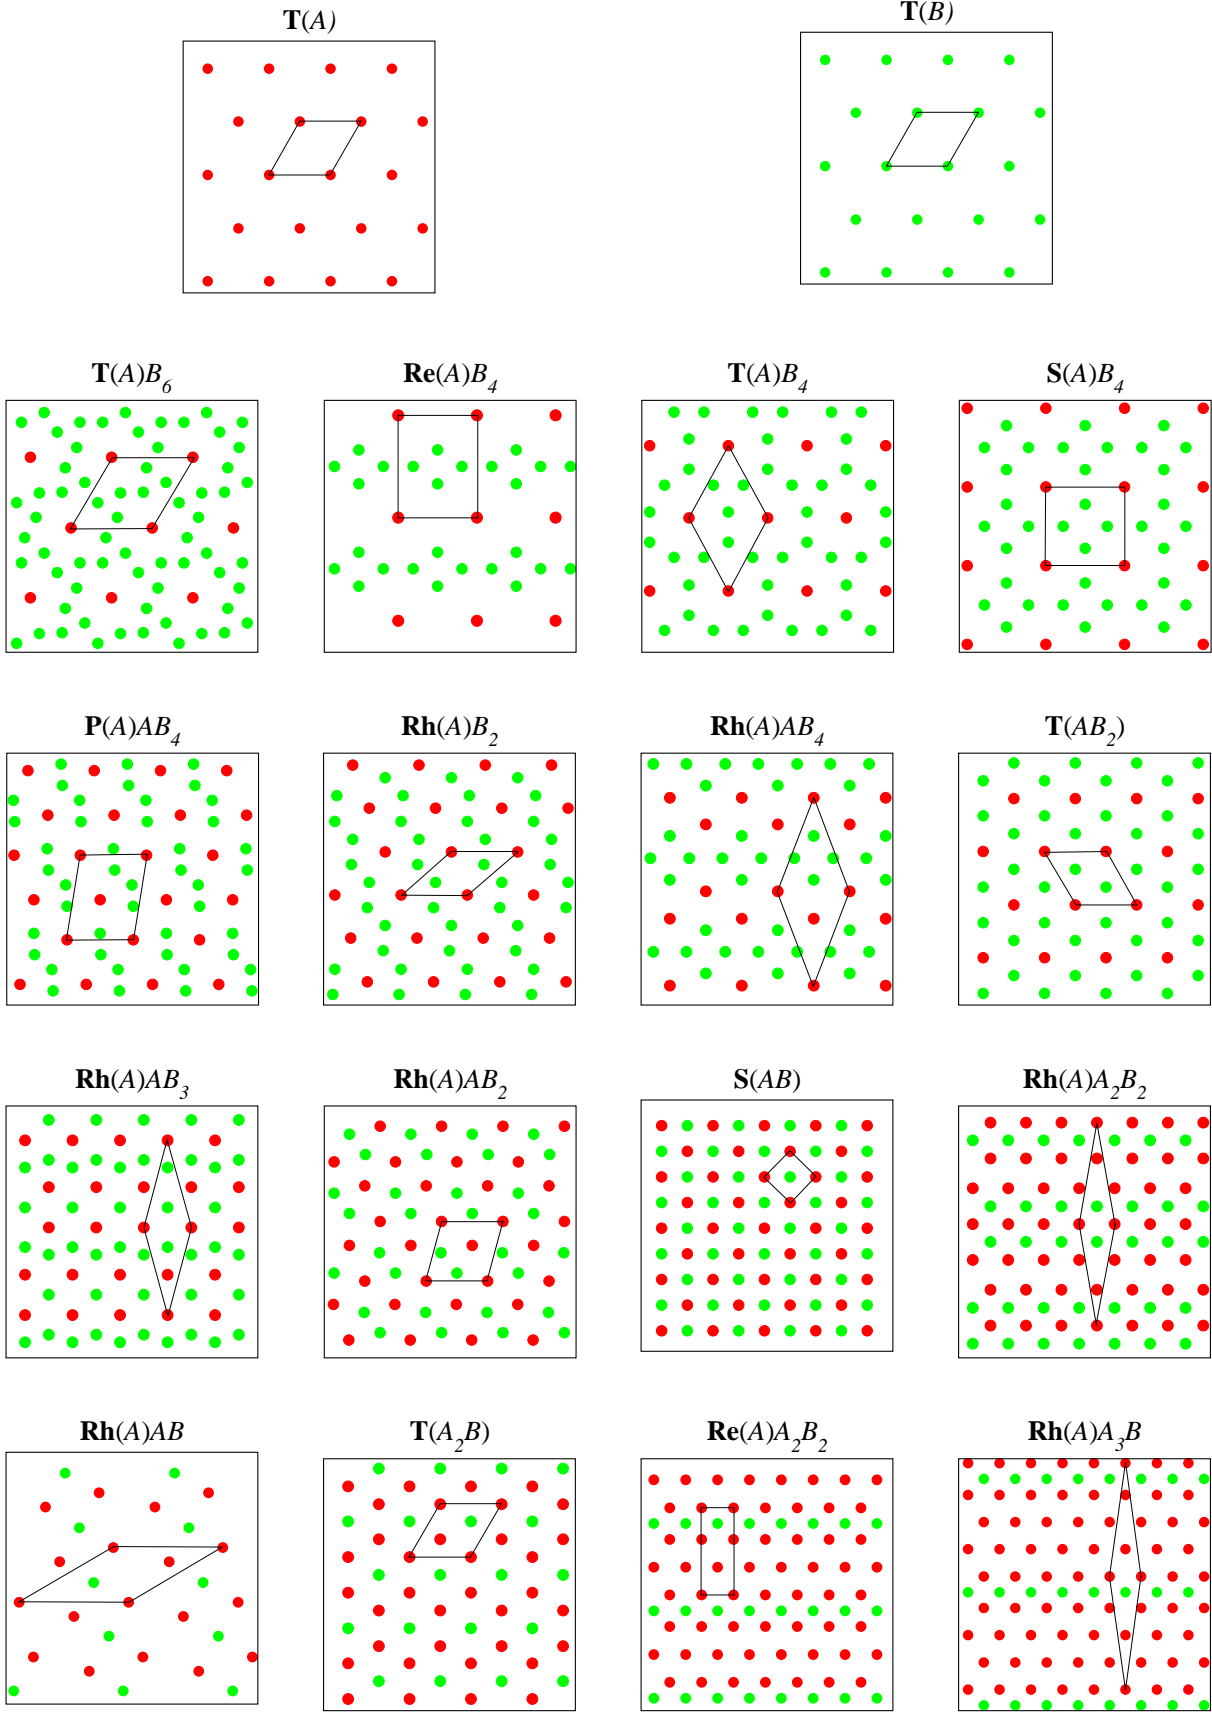 T(A)
T(B)
T(A)B₆
Re(A)B₄
T(A)B₄
S(A)B₄
P(A)AB₄
Rh(A)B₂
Rh(A)AB₄
T(AB₂)
Rh(A)AB₃
Rh(A)AB₂
S(AB)
Rh(A)A₂B₂
Rh(A)AB
T(A₂B)
Re(A)A₂B₂
Rh(A)A₃B